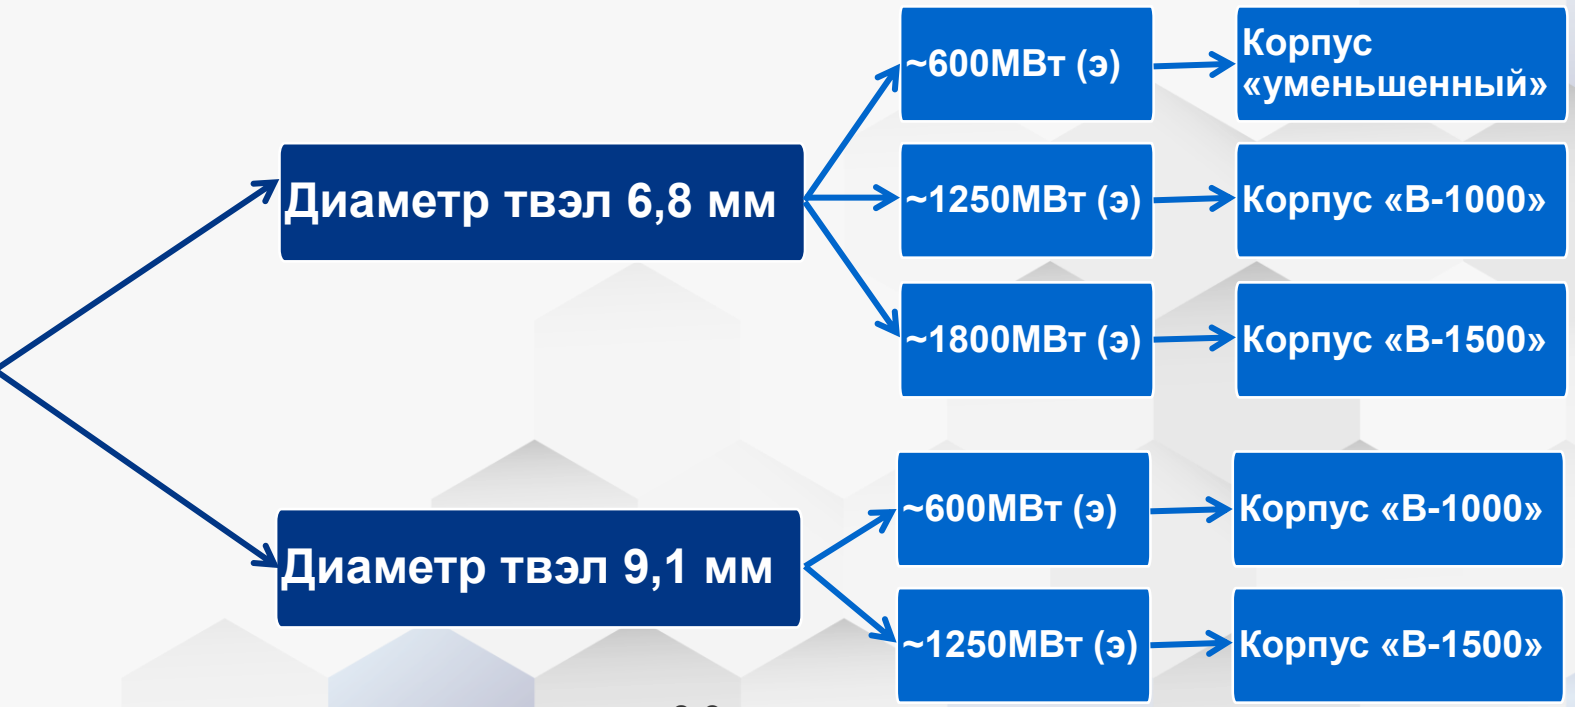 ~600МВт (э)
Корпус
«уменьшенный»
Диаметр твэл 6,8 мм
~1250МВт (э)
Корпус «В-1000»
~1800МВт (э)
Корпус «В-1500»
Диаметр твэл 9,1 мм
~600МВт (э)
Корпус «В-1000»
~1250МВт (э)
Корпус «В-1500»